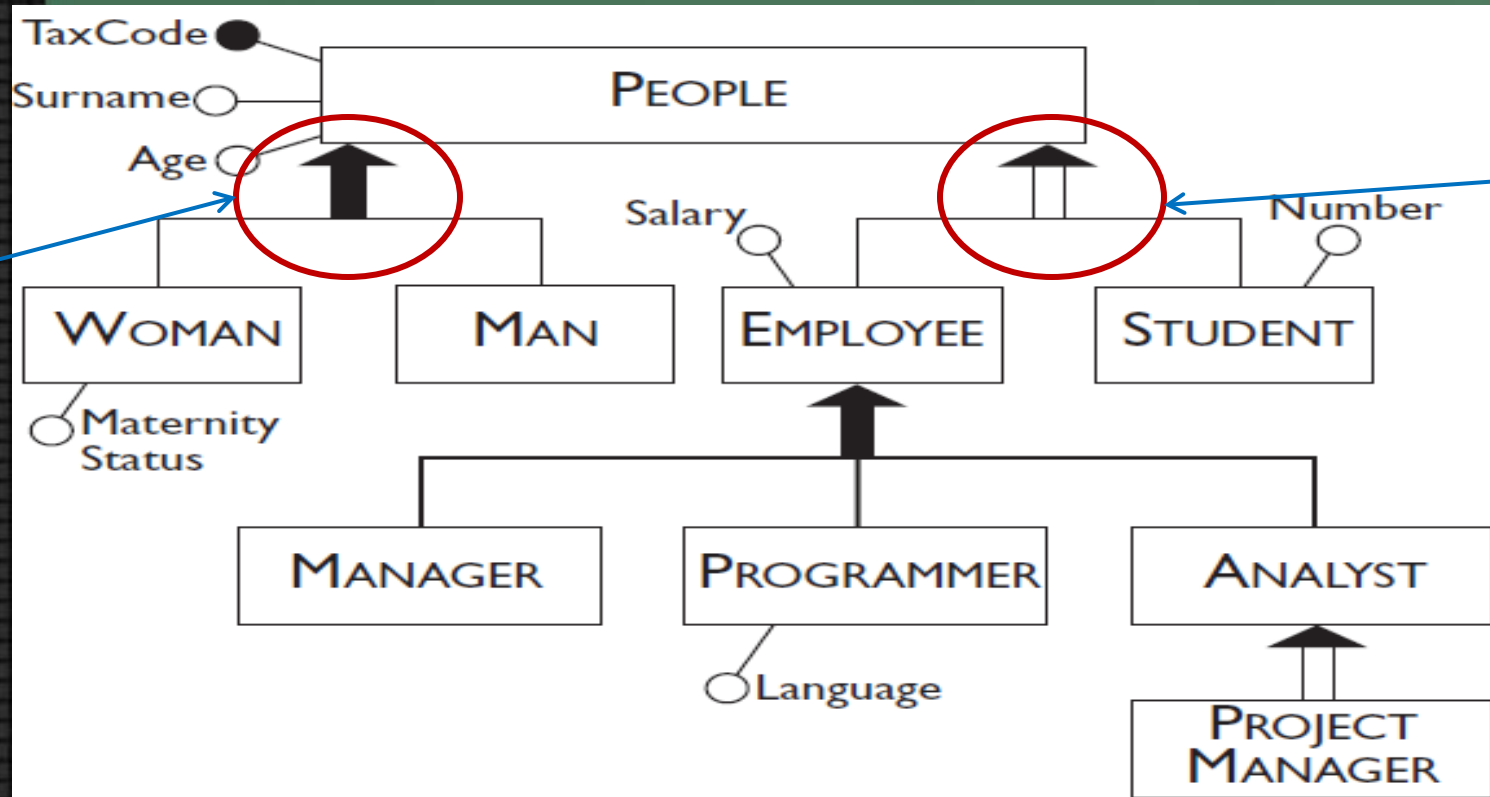 TaxCode
PEOPLE
Surname
Age
Salary
Number
WOMAN
MAN
EMPLOYEE
STUDENT
Maternity
Status
MANAGER
PROGRAMMER
ANALYST
Language
PROJECT
MANAGER